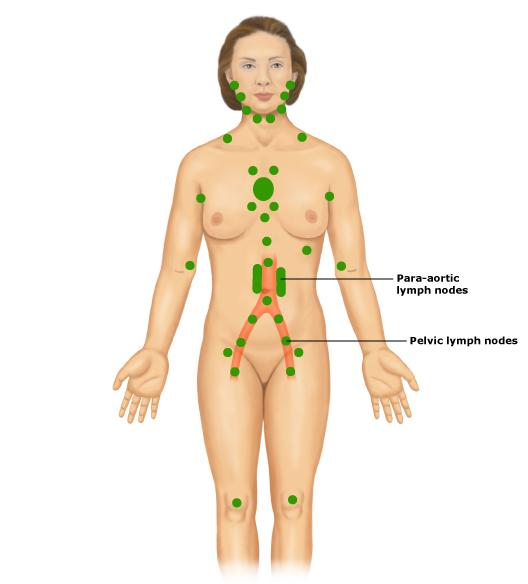 Para-aortic
lymph nodes
Pelvic lymph nodes